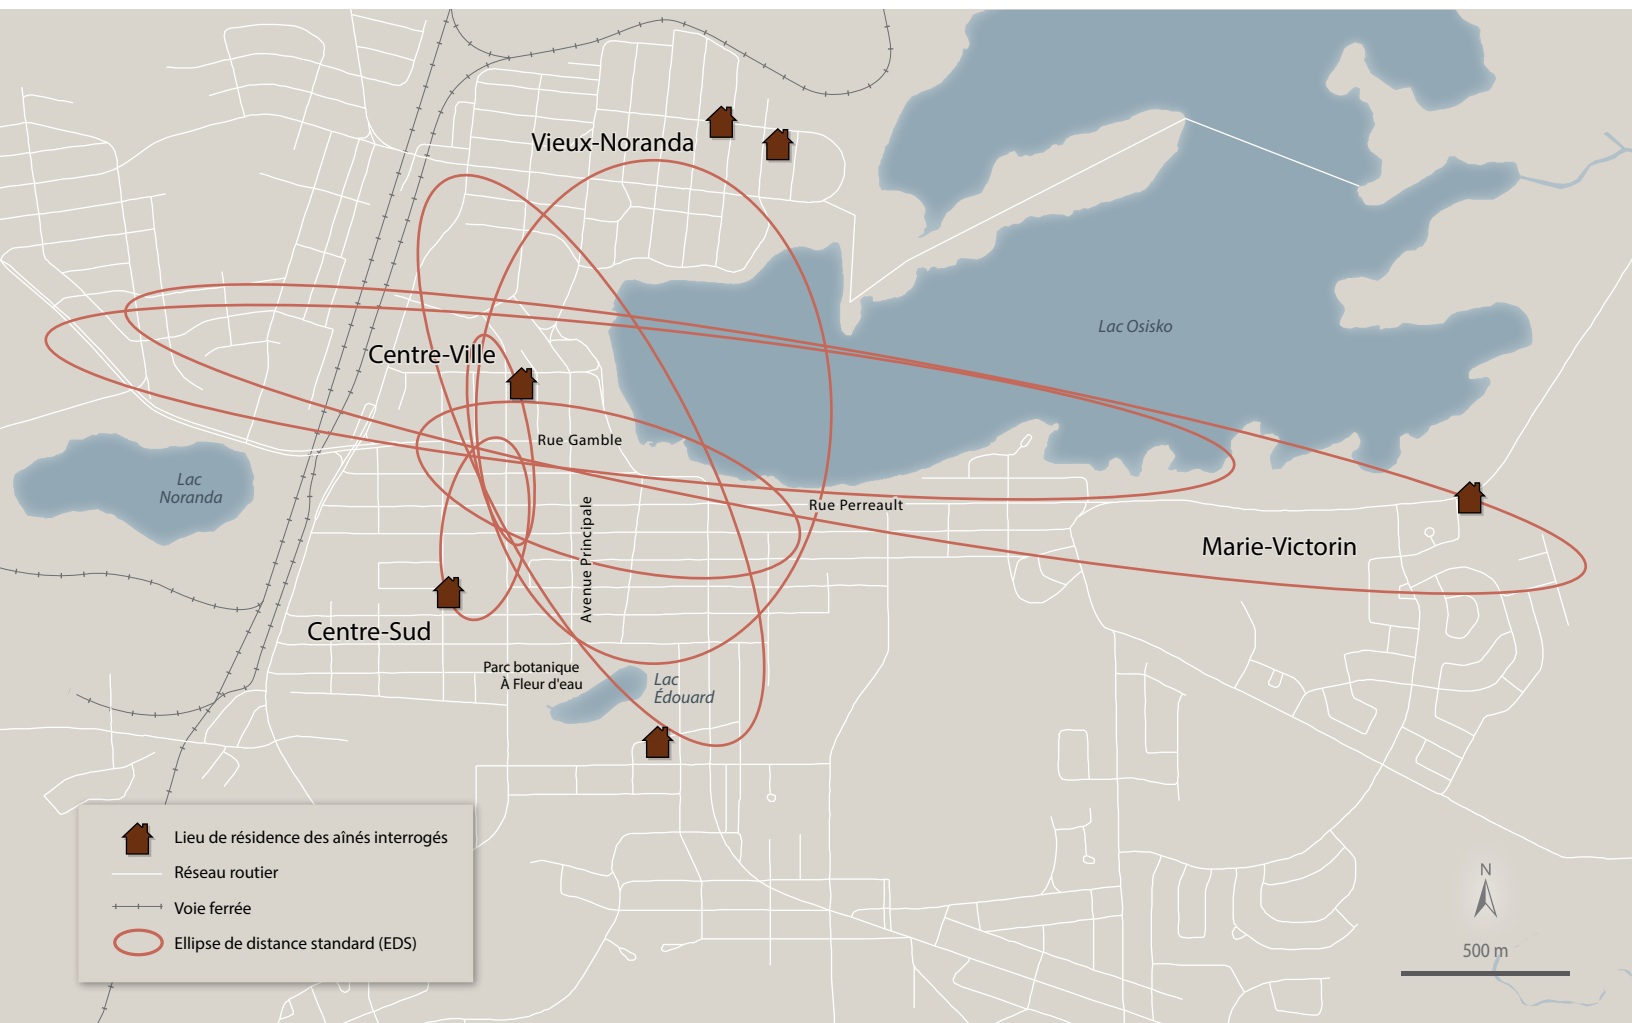 Vieux-Noranda
Lac Osisko
Centre-Ville
Rue Gamble
Lac
Noranda
Rue Perreault
Avenue Principale
Marie-Victorin
Centre-Sud
Parc botanique
À Fleur d'eau
Lac
Édouard
Lieu de résidence des aînés interrogés
Réseau routier
Voie ferrée
Ellipse de distance standard (EDS)
N
500 m